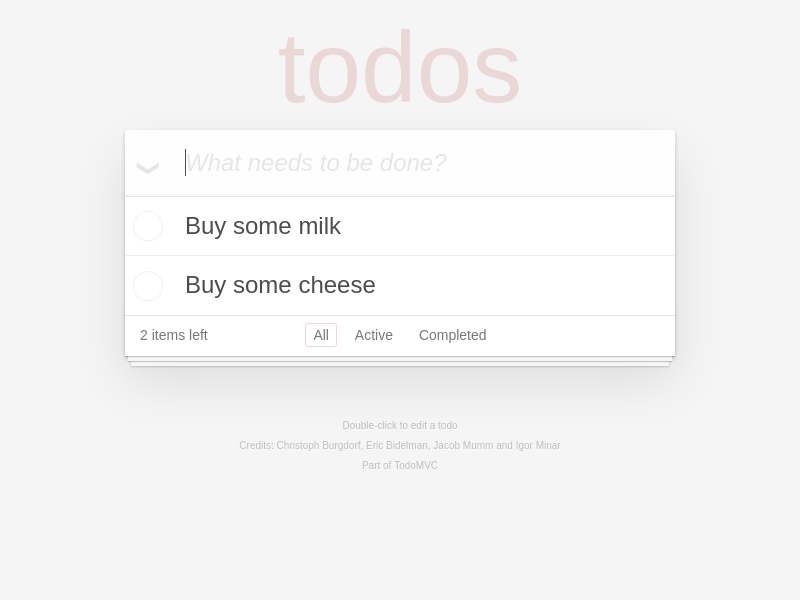 todos
What needs to be done?
Buy some milk
Buy some cheese
2 items left All Active Completed
Double-click to edit a todo
Credits: Christoph Burgdorf, Eric Bidelman, Jacob Mumm and Igor Minar
Part of TodoMVC